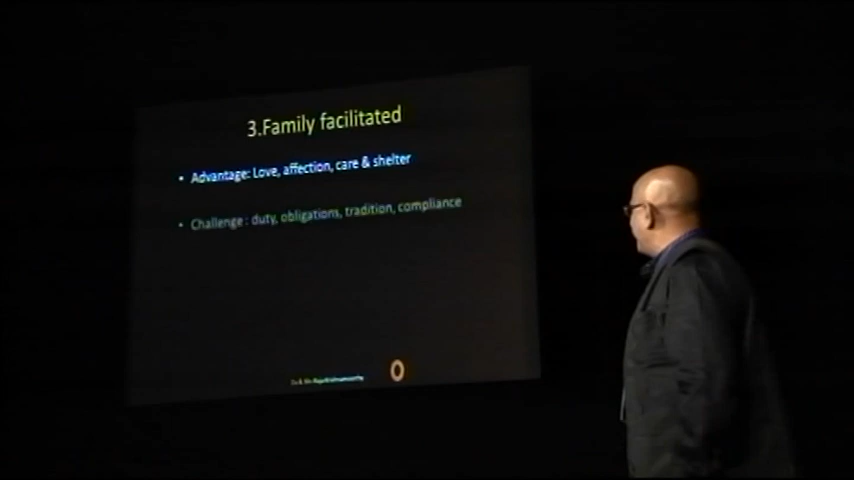 3.Family facilitated
• Advantage: Love, affection, care & shelter
• Challenge : duty, obligations, tradition, compliance